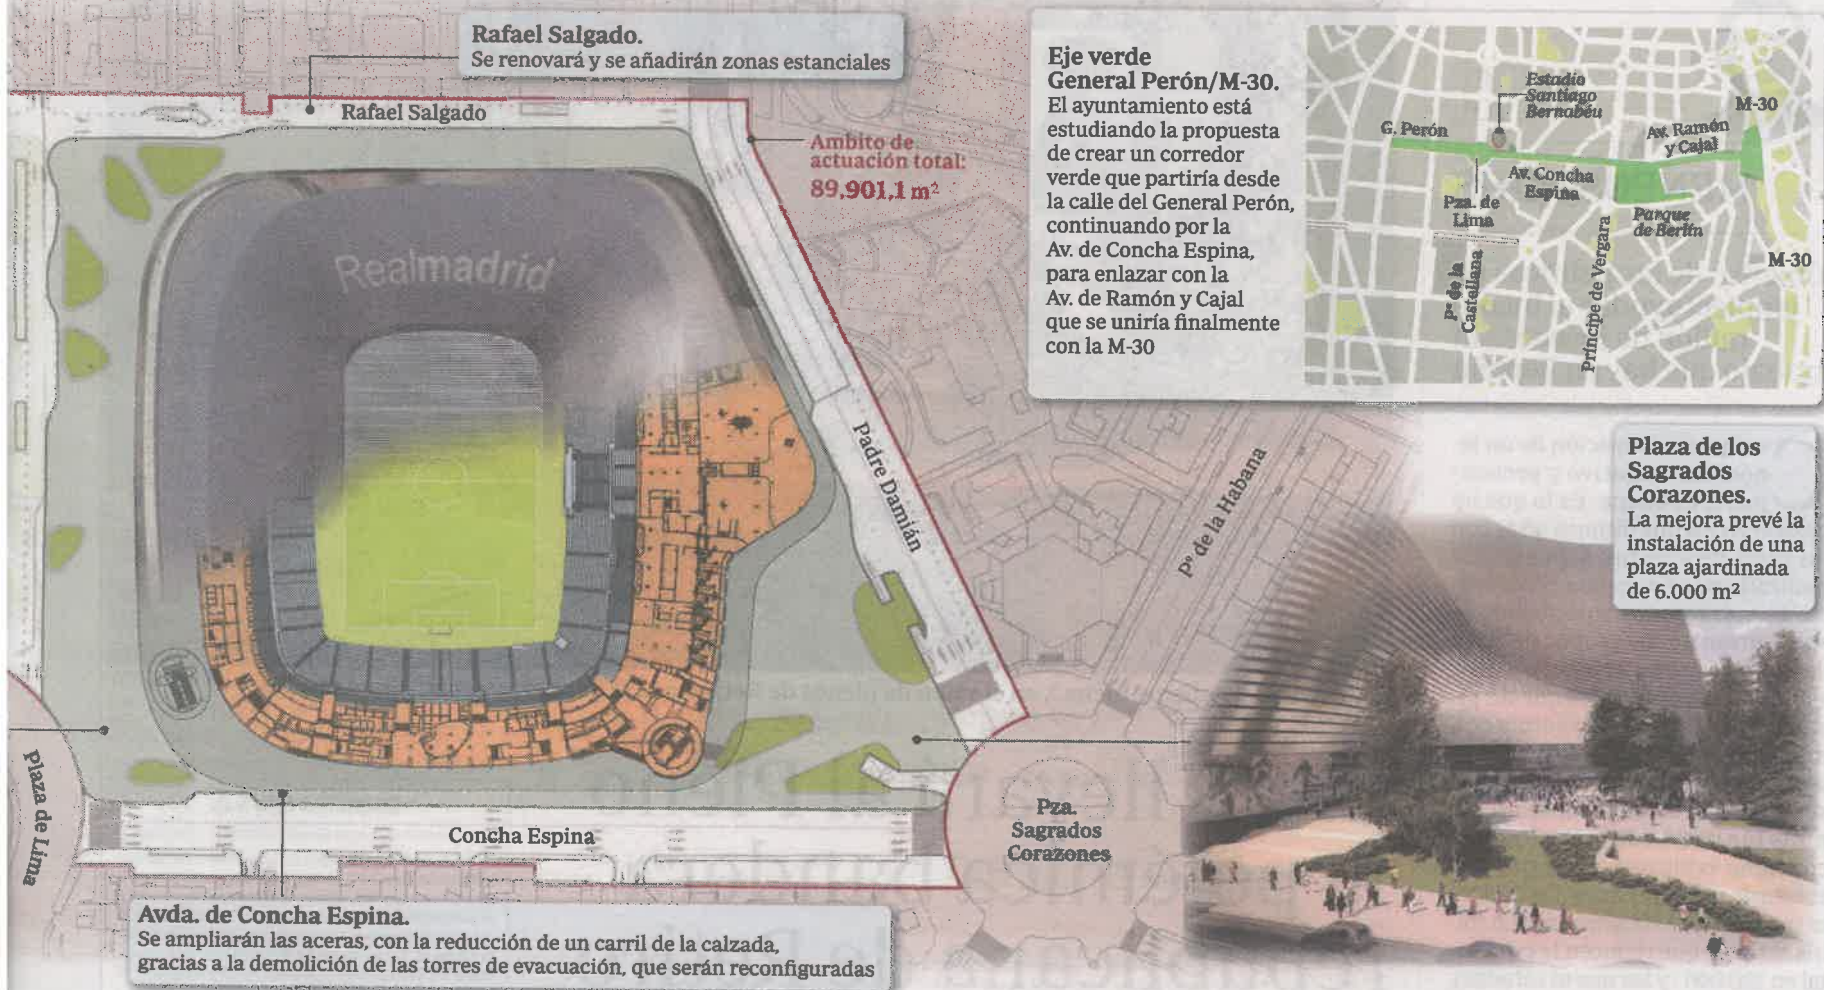 Rafael Salgado.
Se renovará y se añadirán zonas estanciales
Rafael Salgado
Ambito de
actuación total:
89,901,1 m²
Realmadrid
Padre Damián
Pº de la Habana
Plaza de Lima
Concha Espina
Pza.
Sagrados
Corazones
Avda. de Concha Espina.
Se ampliarán las aceras, con la reducción de un carril de la calzada,
gracias a la demolición de las torres de evacuación, que serán reconfiguradas
Eje verde
General Perón/M-30.
El ayuntamiento está
estudiando la propuesta
de crear un corredor
verde que partiría desde
la calle del General Perón,
continuando por la
Av. de Concha Espina,
para enlazar con la
Av. de Ramón y Cajal
que se uniría finalmente
con la M-30
Estadio
Santiago
Bernabéu
M-30
G. Perón
Av. Ramón
y Cajal
Av. Concha
Espina
Pza. de
Lima
Parque
de Berlín
Pº de la
Castellana
Príncipe de Vergara
M-30
Plaza de los
Sagrados
Corazones.
La mejora prevé la
instalación de una
plaza ajardinada
de 6.000 m²